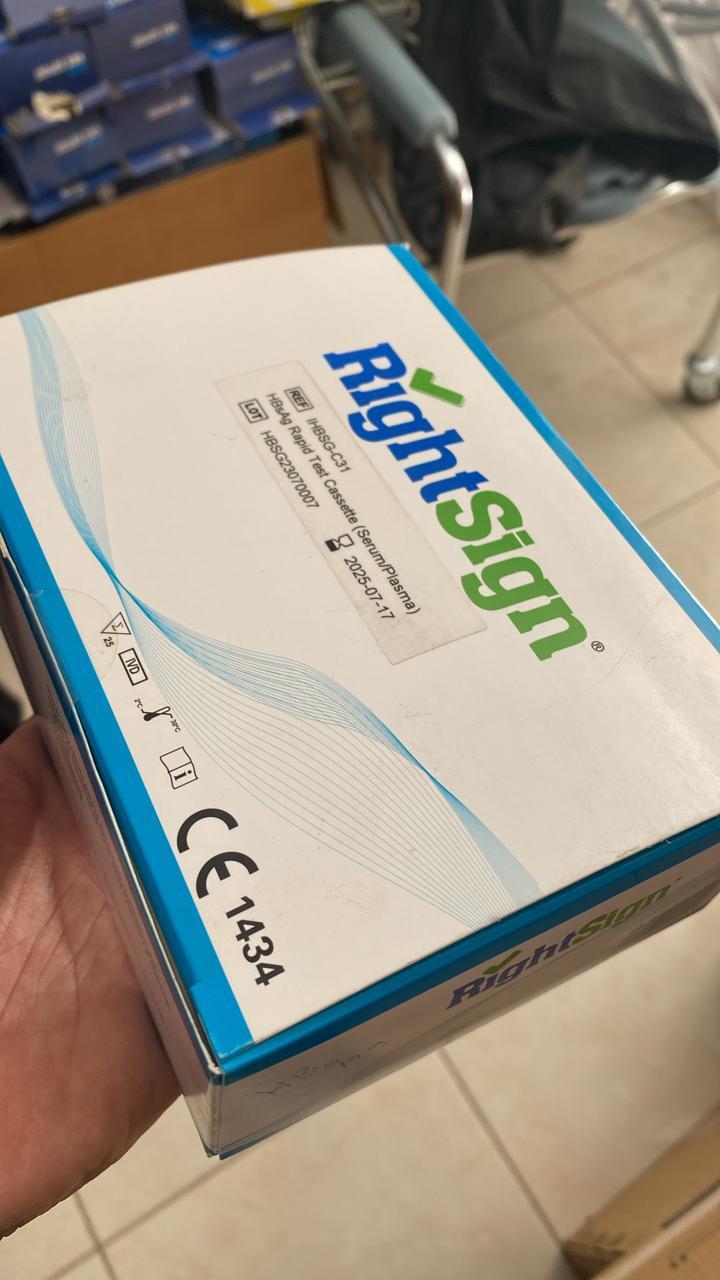 RightSign®
REF IHBSG-C31
HBsAg Rapid Test Cassette (Serum/Plasma)
LOT HBSG23070007 2025-07-17
Σ 25
IVD
2°C 30°C
i
CE 1434
RightSign